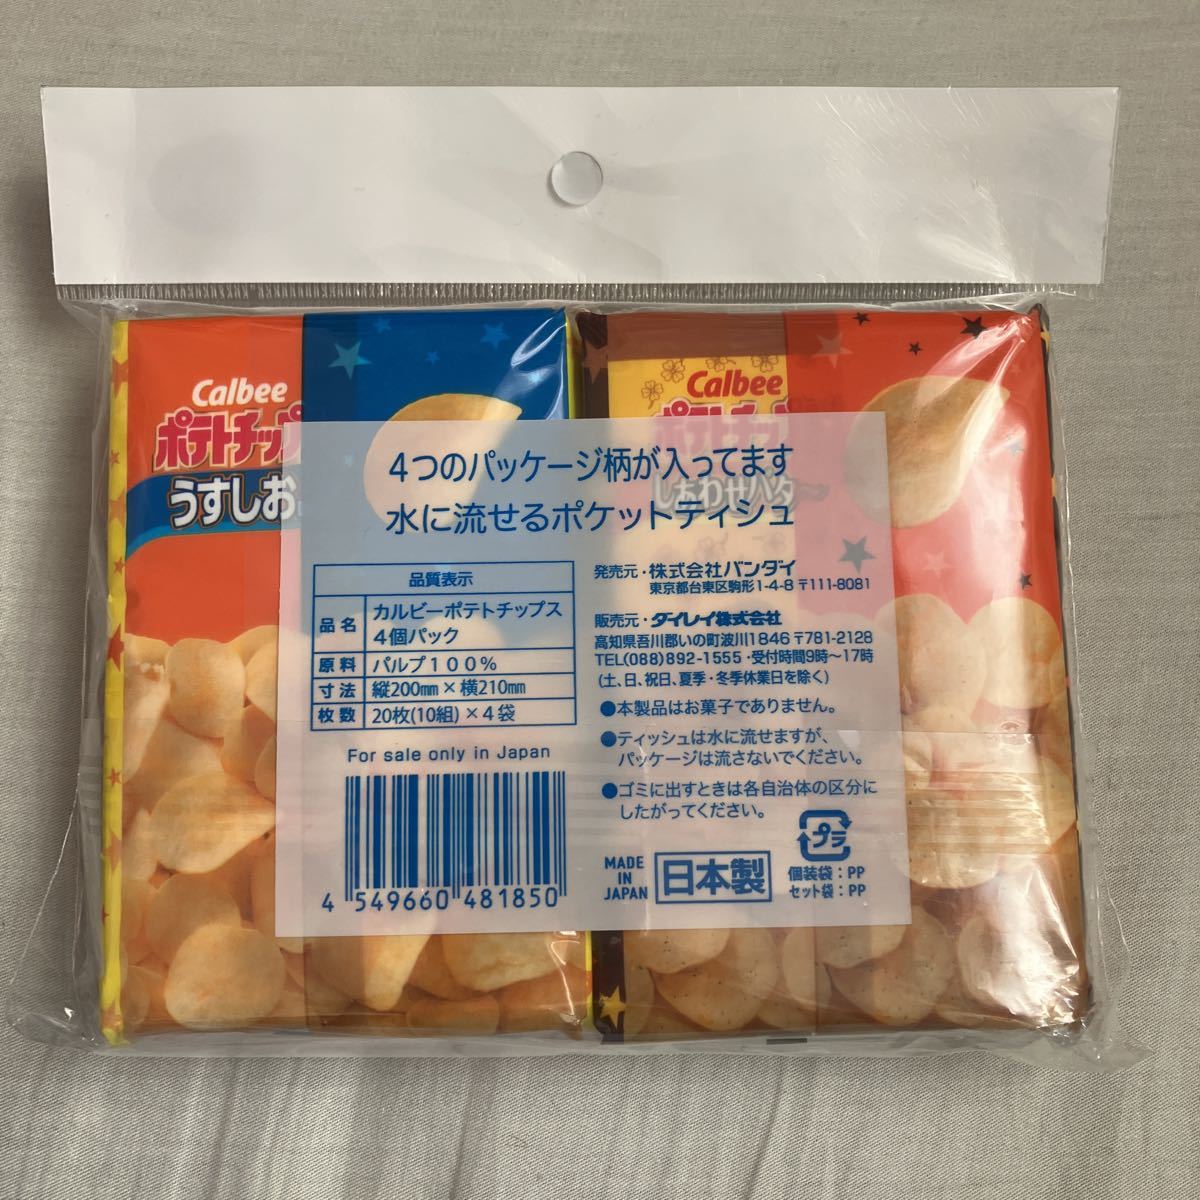 Calbee
ポテトチップ
うすしお
Calbee
ポテトチップ
しあわせバタ〜
4つのパッケージ柄が入ってます
水に流せるポケットティシュ
品質表示
品名 カルビーポテトチップス
4個パック
原料 パルプ100%
寸法 縦200mm×横210mm
枚数 20枚(10組)×4袋
For sale only in Japan
4 549660 481850
発売元・株式会社バンダイ
東京都台東区駒形1-4-8 〒111-8081
販売元・ダイレイ株式会社
高知県吾川郡いの町波川1846 〒781-2128
TEL(088)892-1555・受付時間9時〜17時
(土、日、祝日、夏季・冬季休業日を除く)
●本製品はお菓子でありません。
●ティッシュは水に流せますが、
パッケージは流さないでください。
●ゴミに出すときは各自治体の区分に
したがってください。
MADE
IN
JAPAN
日本製
プラ
個装袋：PP
セット袋：PP